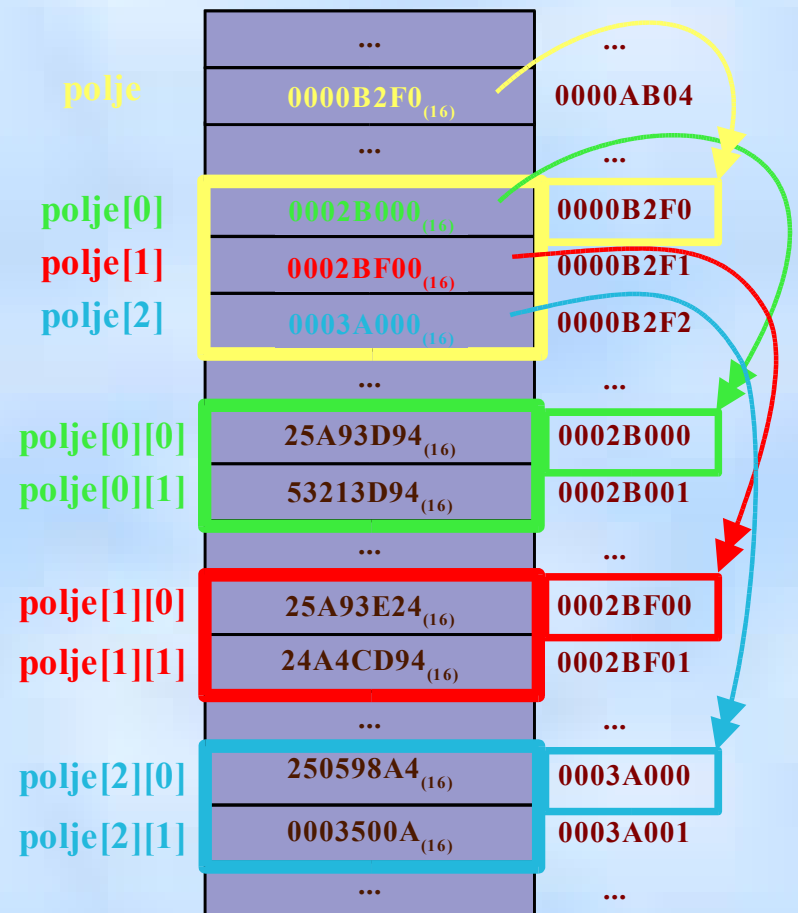 ... ...
polje 0000B2F0(16) 0000AB04
... ...
polje[0] 0002B000(16) 0000B2F0
polje[1] 0002BF00(16) 0000B2F1
polje[2] 0003A000(16) 0000B2F2
... ...
polje[0][0] 25A93D94(16) 0002B000
polje[0][1] 53213D94(16) 0002B001
... ...
polje[1][0] 25A93E24(16) 0002BF00
polje[1][1] 24A4CD94(16) 0002BF01
... ...
polje[2][0] 250598A4(16) 0003A000
polje[2][1] 0003500A(16) 0003A001
... ...